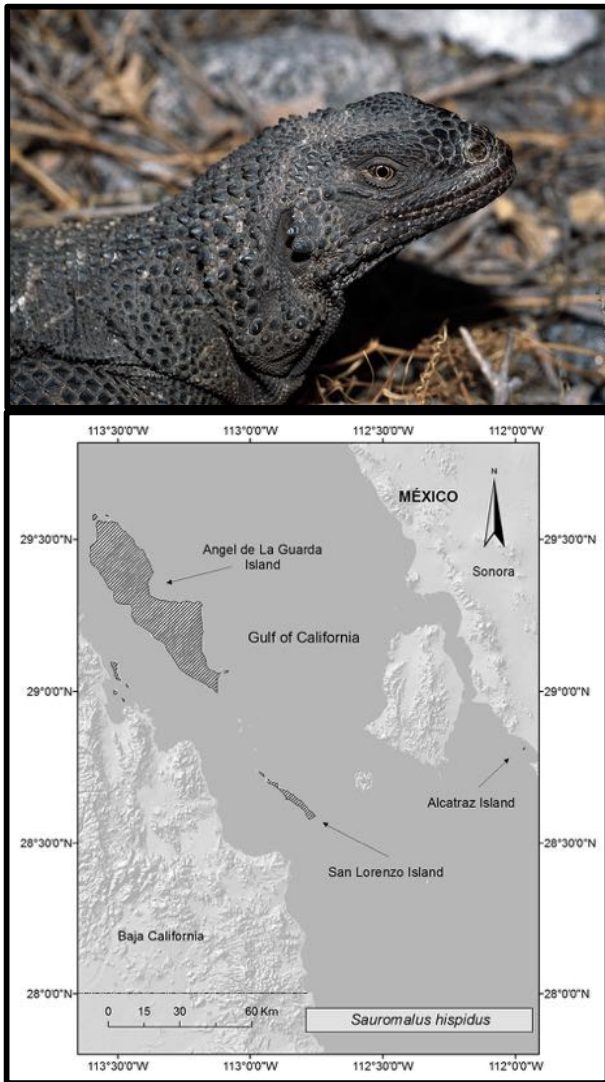 113°30'0"W 113°0'0"W 112°30'0"W 112°0'0"W
N
MÉXICO
29°30'0"N 29°30'0"N
Angel de La Guarda
Island
Sonora
Gulf of California
29°0'0"N 29°0'0"N
Alcatraz Island
28°30'0"N 28°30'0"N
San Lorenzo Island
Baja California
28°0'0"N 28°0'0"N
0 15 30 60 Km
Sauromalus hispidus
113°30'0"W 113°0'0"W 112°30'0"W 112°0'0"W